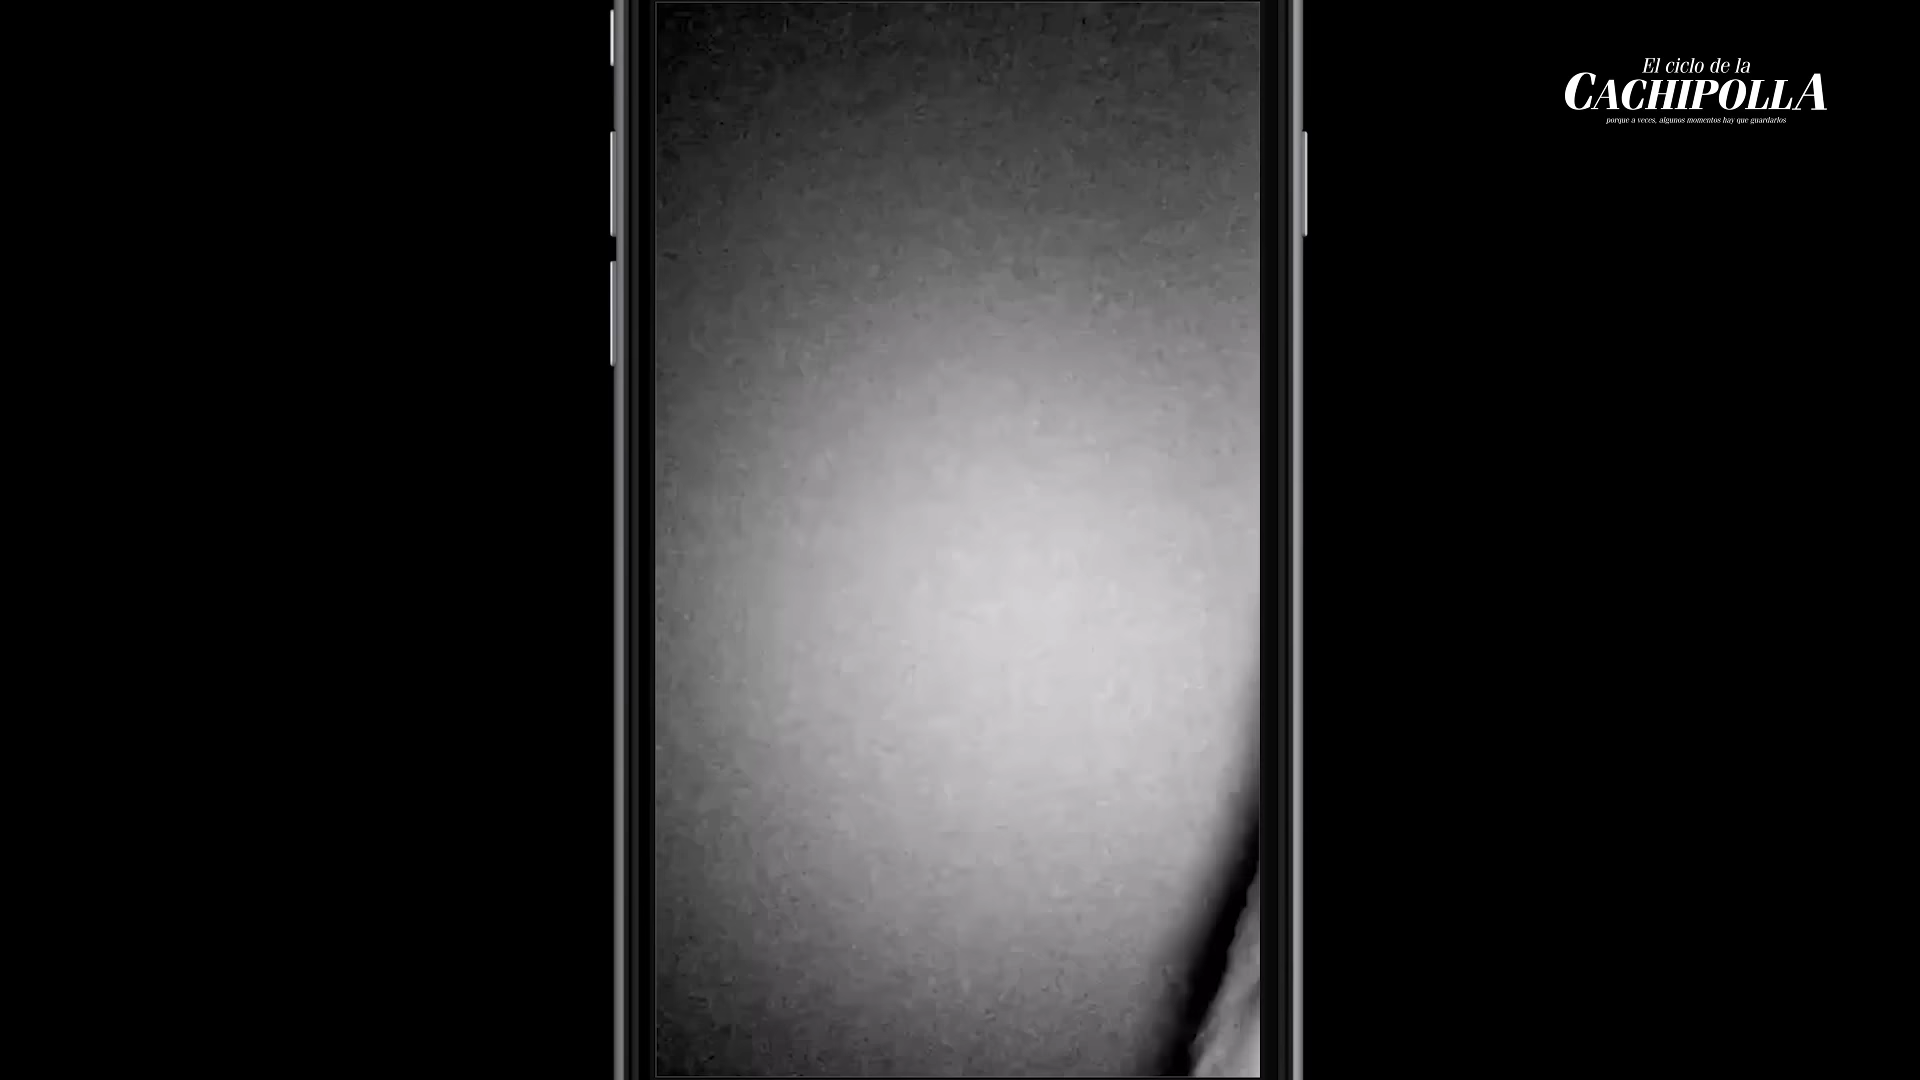 El ciclo de la
CACHIPOLLA
porque a veces, algunos momentos hay que guardarlos